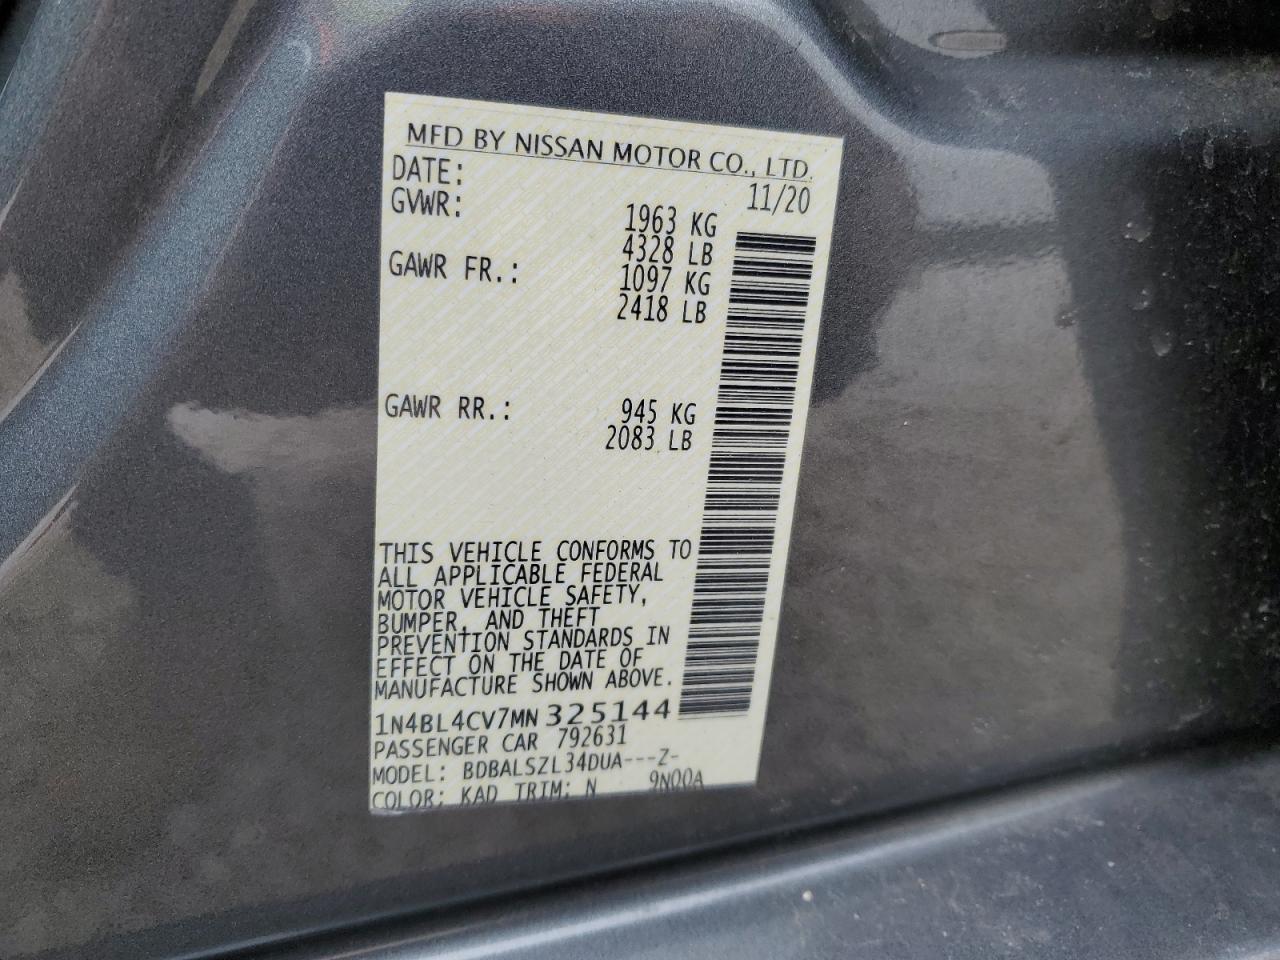 MFD BY NISSAN MOTOR CO., LTD.
DATE: 11/20
GVWR: 1963 KG
4328 LB
GAWR FR.: 1097 KG
2418 LB
GAWR RR.: 945 KG
2083 LB
THIS VEHICLE CONFORMS TO
ALL APPLICABLE FEDERAL
MOTOR VEHICLE SAFETY,
BUMPER, AND THEFT
PREVENTION STANDARDS IN
EFFECT ON THE DATE OF
MANUFACTURE SHOWN ABOVE.
1N4BL4CV7MN325144
PASSENGER CAR 792631
MODEL: BDBALSZL34DUA---Z-
COLOR: KAD TRIM: N 9N00A